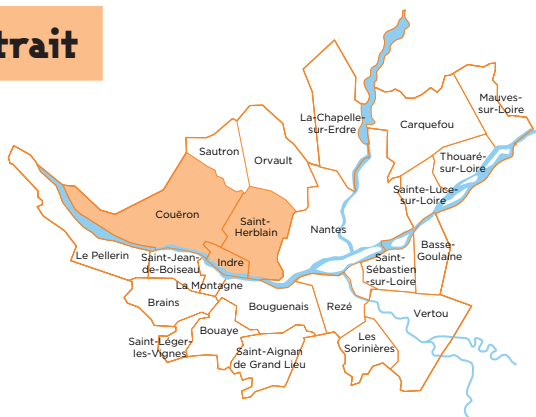 trait
Mauves-
sur-Loire
La-Chapelle-
sur-Erdre
Carquefou
Sautron
Orvault
Thouaré-
sur-Loire
Sainte-Luce-
sur-Loire
Couëron
Saint-
Herblain
Nantes
Basse-
Goulaine
Le Pellerin
Saint-Jean-
de-Boiseau
Indre
Saint-
Sébastien
-sur-Loire
La Montagne
Brains
Bouguenais
Rezé
Vertou
Bouaye
Saint-Léger-
les-Vignes
Les
Sorinières
Saint-Aignan
de Grand Lieu